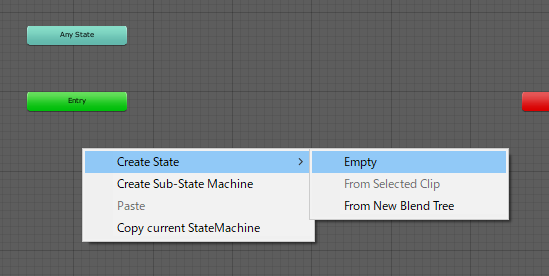 Any State
Entry
Create State
Empty
Create Sub-State Machine
From Selected Clip
Paste
From New Blend Tree
Copy current StateMachine